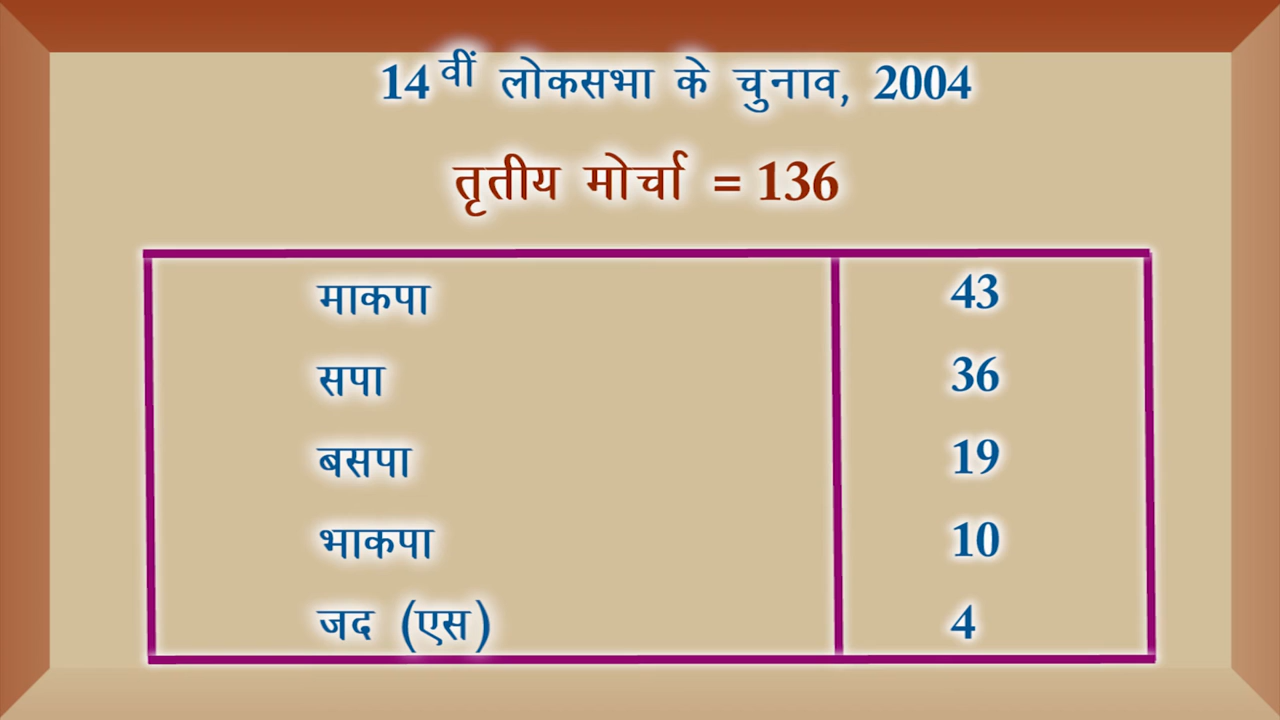 14वीं लोकसभा के चुनाव, 2004
तृतीय मोर्चा = 136
माकपा 43
सपा 36
बसपा 19
भाकपा 10
जद (एस) 4